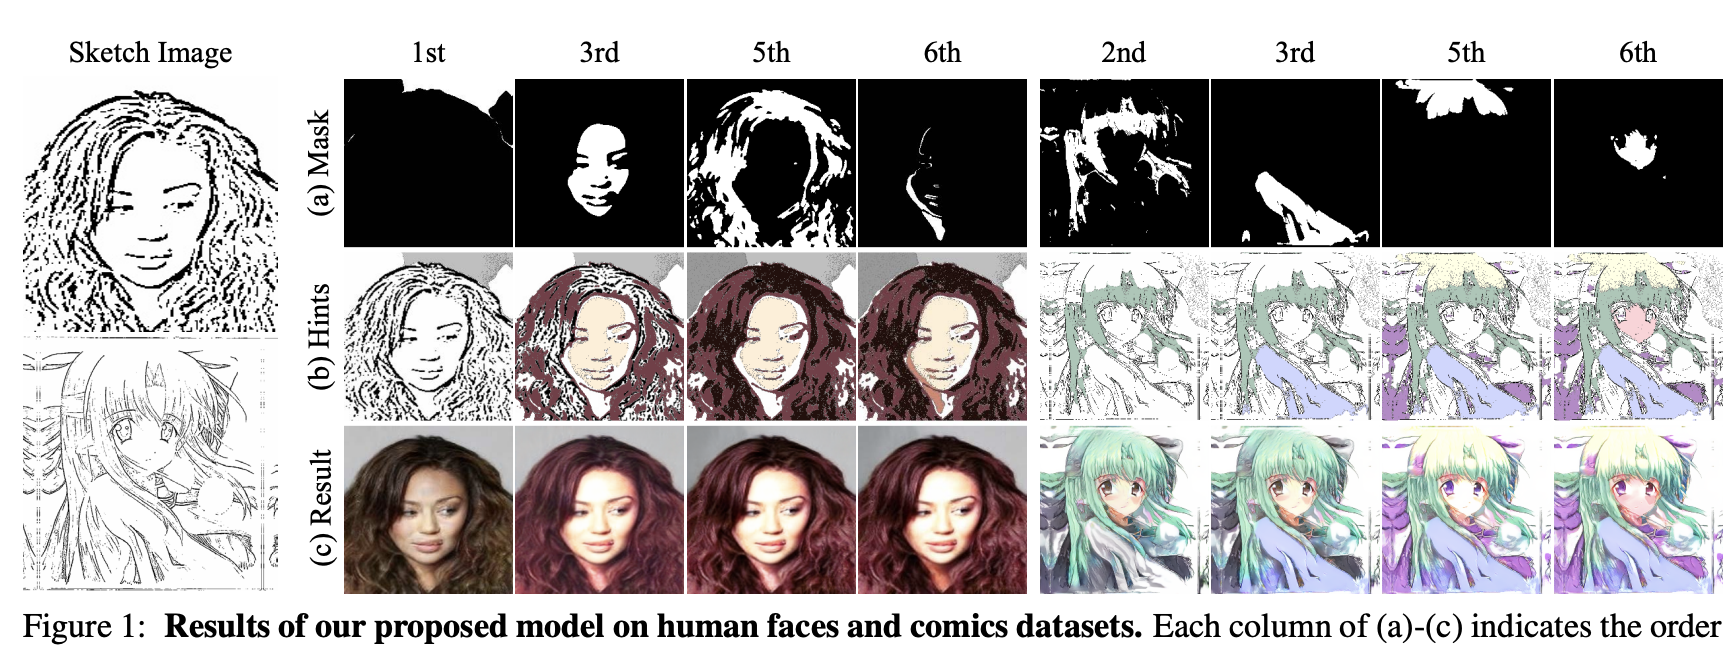 Sketch Image 1st 3rd 5th 6th 2nd 3rd 5th 6th
(a) Mask
(b) Hints
(c) Result
Figure 1: Results of our proposed model on human faces and comics datasets. Each column of (a)-(c) indicates the order